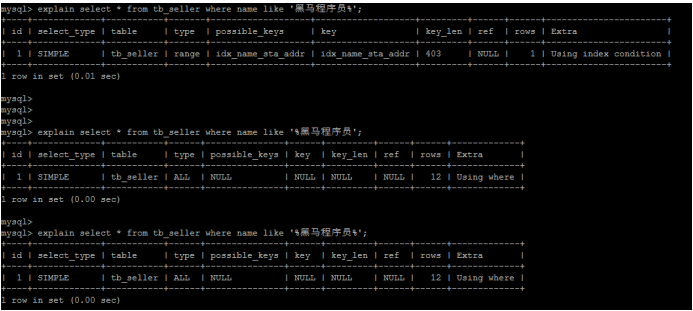 mysql> explain select * from tb_seller where name like '黑马程序员%';
+----+-------------+-----------+-------+-------------------+-------------------+---------+------+------+-----------------------+
| id | select_type | table | type | possible_keys | key | key_len | ref | rows | Extra |
+----+-------------+-----------+-------+-------------------+-------------------+---------+------+------+-----------------------+
| 1 | SIMPLE | tb_seller | range | idx_name_sta_addr | idx_name_sta_addr | 403 | NULL | 1 | Using index condition |
+----+-------------+-----------+-------+-------------------+-------------------+---------+------+------+-----------------------+
1 row in set (0.01 sec)
mysql>
mysql>
mysql>
mysql> explain select * from tb_seller where name like '%黑马程序员';
+----+-------------+-----------+------+---------------+------+---------+------+------+-------------+
| id | select_type | table | type | possible_keys | key | key_len | ref | rows | Extra |
+----+-------------+-----------+------+---------------+------+---------+------+------+-------------+
| 1 | SIMPLE | tb_seller | ALL | NULL | NULL | NULL | NULL | 12 | Using where |
+----+-------------+-----------+------+---------------+------+---------+------+------+-------------+
1 row in set (0.00 sec)
mysql>
mysql> explain select * from tb_seller where name like '%黑马程序员%';
+----+-------------+-----------+------+---------------+------+---------+------+------+-------------+
| id | select_type | table | type | possible_keys | key | key_len | ref | rows | Extra |
+----+-------------+-----------+------+---------------+------+---------+------+------+-------------+
| 1 | SIMPLE | tb_seller | ALL | NULL | NULL | NULL | NULL | 12 | Using where |
+----+-------------+-----------+------+---------------+------+---------+------+------+-------------+
1 row in set (0.00 sec)